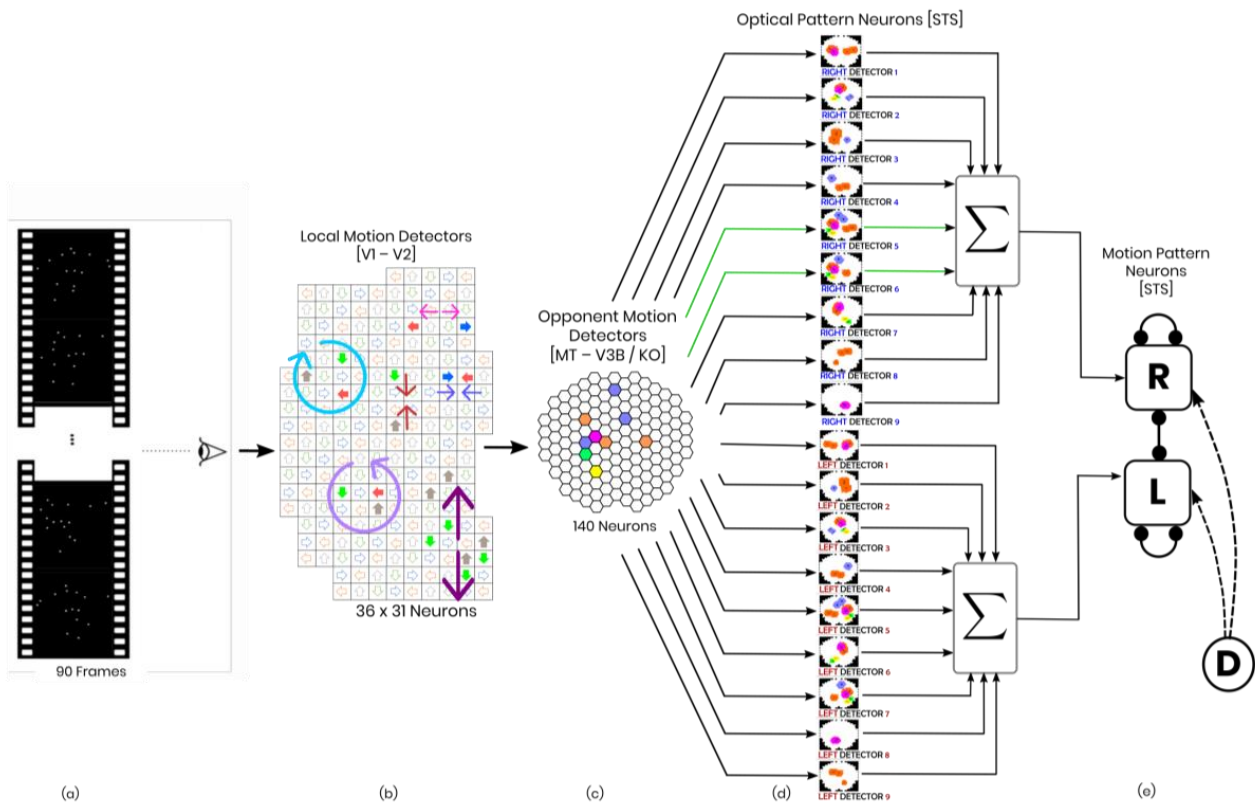 Optical Pattern Neurons [STS]
RIGHT DETECTOR 1
RIGHT DETECTOR 2
RIGHT DETECTOR 3
RIGHT DETECTOR 4
RIGHT DETECTOR 5
RIGHT DETECTOR 6
RIGHT DETECTOR 7
RIGHT DETECTOR 8
RIGHT DETECTOR 9
LEFT DETECTOR 1
LEFT DETECTOR 2
LEFT DETECTOR 3
LEFT DETECTOR 4
LEFT DETECTOR 5
LEFT DETECTOR 6
LEFT DETECTOR 7
LEFT DETECTOR 8
LEFT DETECTOR 9
Σ
Σ
Local Motion Detectors
[V1 – V2]
36 x 31 Neurons
...
90 Frames
Opponent Motion
Detectors
[MT – V3B / KO]
140 Neurons
Motion Pattern
Neurons
[STS]
R
L
D
(a)
(b)
(c)
(d)
(e)